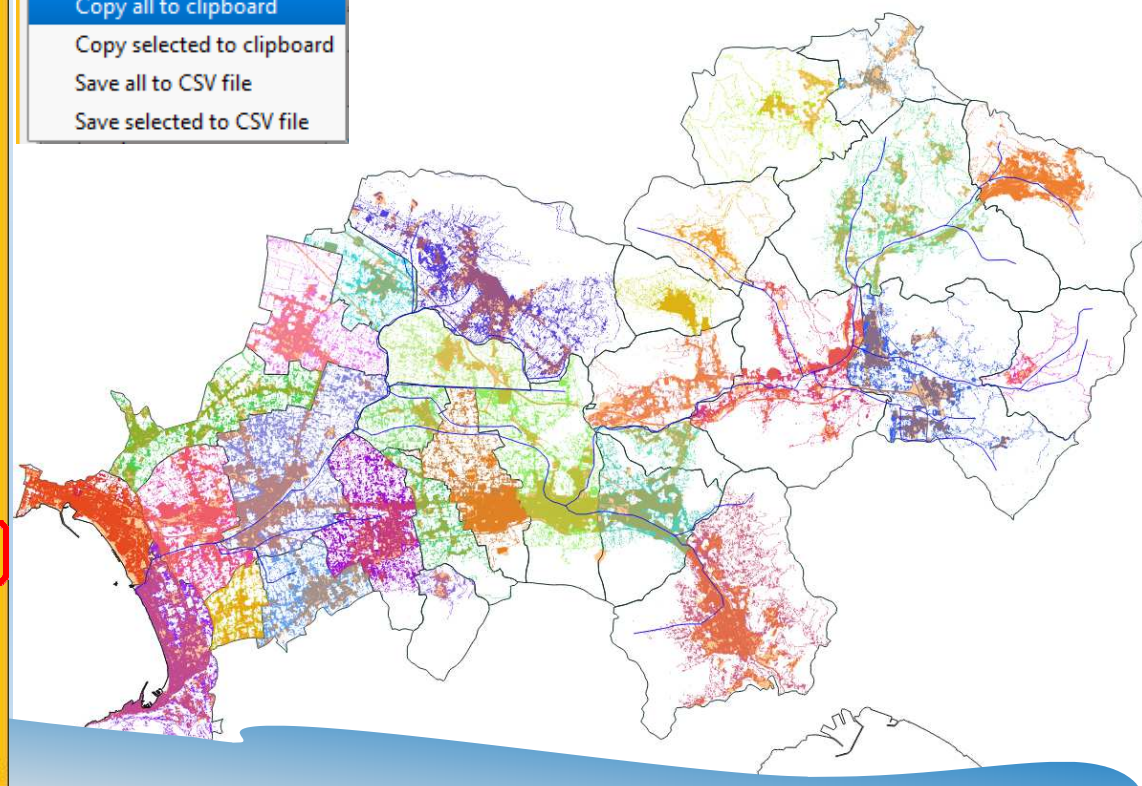 Copy all to clipboard
Copy selected to clipboard
Save all to CSV file
Save selected to CSV file